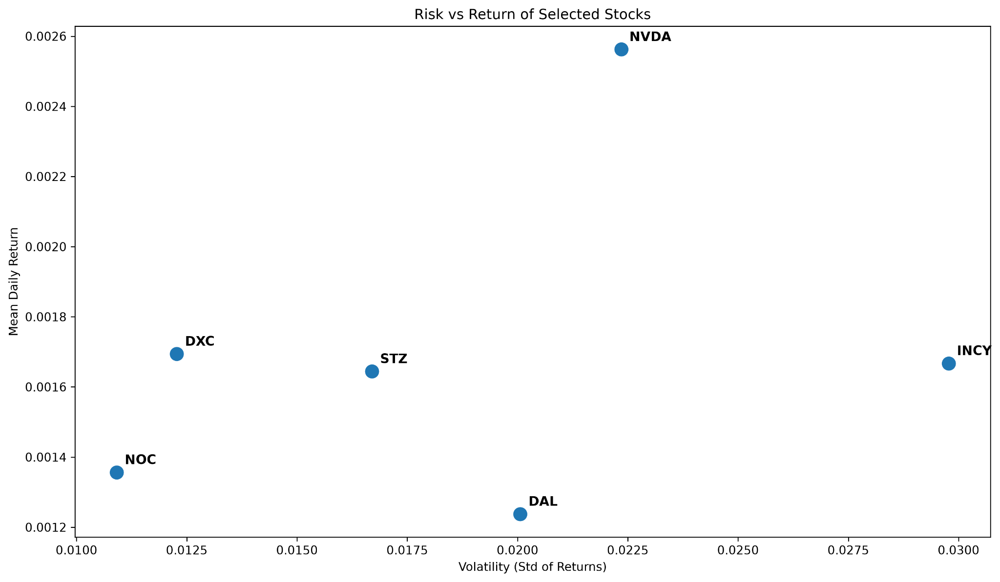 Risk vs Return of Selected Stocks
0.0026
0.0024
0.0022
0.0020
0.0018
0.0016
0.0014
0.0012
Mean Daily Return
NVDA
DXC
STZ
INCY
NOC
DAL
0.0100 0.0125 0.0150 0.0175 0.0200 0.0225 0.0250 0.0275 0.0300
Volatility (Std of Returns)